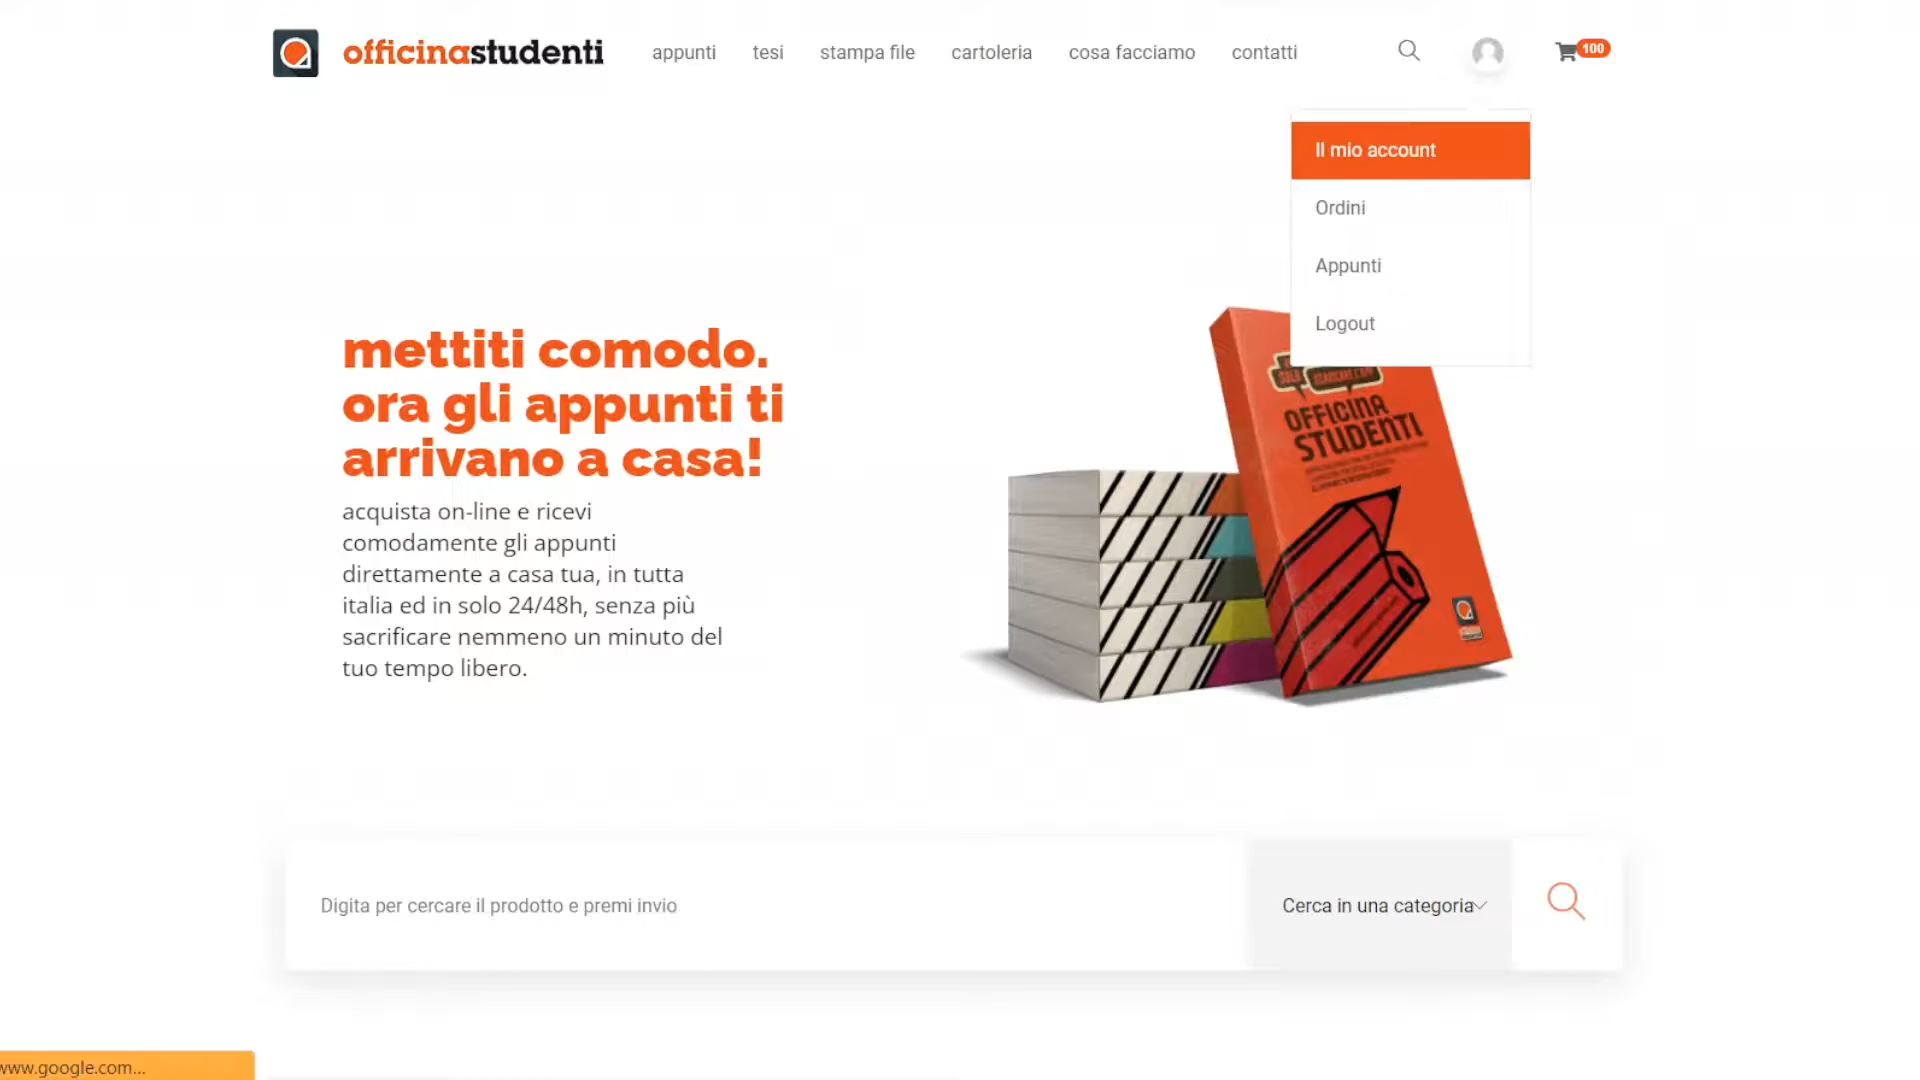 officinastudenti
appunti
tesi
stampa file
cartoleria
cosa facciamo
contatti
100
Il mio account
Ordini
Appunti
Logout
mettiti comodo.
ora gli appunti ti
arrivano a casa!
acquista on-line e ricevi
comodamente gli appunti
direttamente a casa tua, in tutta
italia ed in solo 24/48h, senza più
sacrificare nemmeno un minuto del
tuo tempo libero.
SOLO
OFFICINA
STUDENTI
Digita per cercare il prodotto e premi invio
Cerca in una categoria
www.google.com...